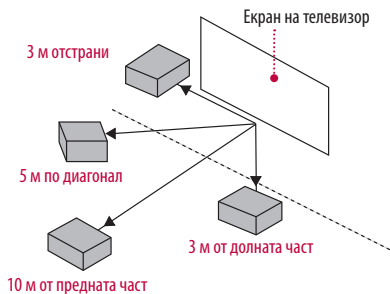 Екран на телевизор
3 м отстрани
5 м по диагонал
3 м от долната част
10 м от предната част